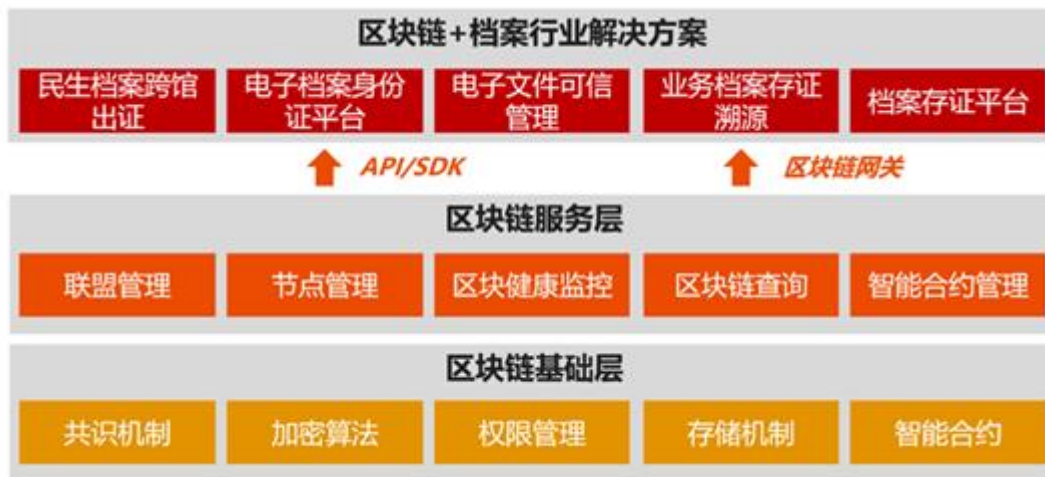 区块链+档案行业解决方案
民生档案跨馆
出证
电子档案身份
证平台
电子文件可信
管理
业务档案存证
溯源
档案存证平台
API/SDK
区块链网关
区块链服务层
联盟管理
节点管理
区块健康监控
区块链查询
智能合约管理
区块链基础层
共识机制
加密算法
权限管理
存储机制
智能合约